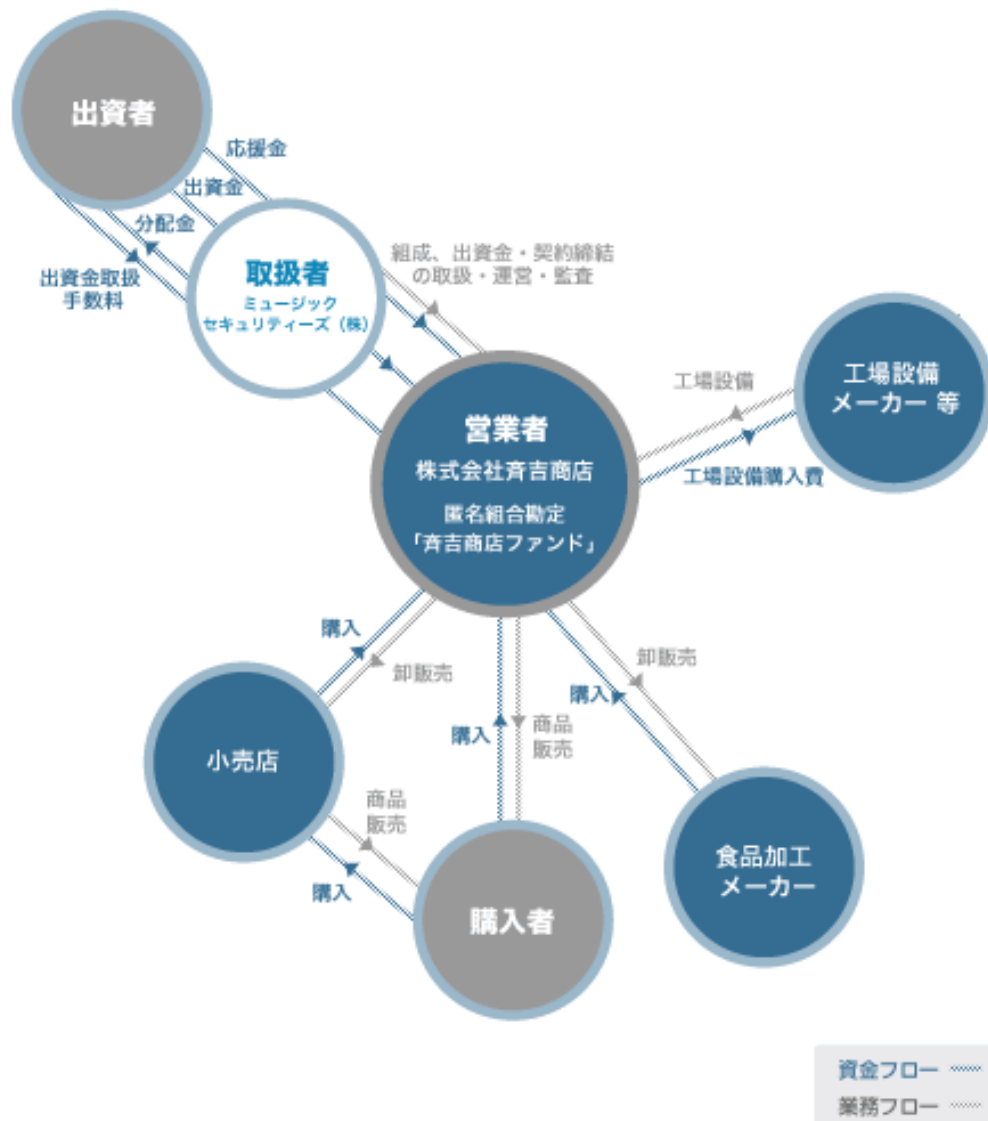 出資者
応援金
出資金
分配金
出資金取扱
手数料
取扱者
ミュージック
セキュリティーズ（株）
組成、出資金・契約締結
の取扱・運営・監査
営業者
株式会社斉吉商店
匿名組合勘定
「斉吉商店ファンド」
工場設備
工場設備
メーカー 等
工場設備購入費
購入
卸販売
購入
商品
販売
購入
卸販売
小売店
商品
販売
購入
購入者
食品加工
メーカー
資金フロー
業務フロー